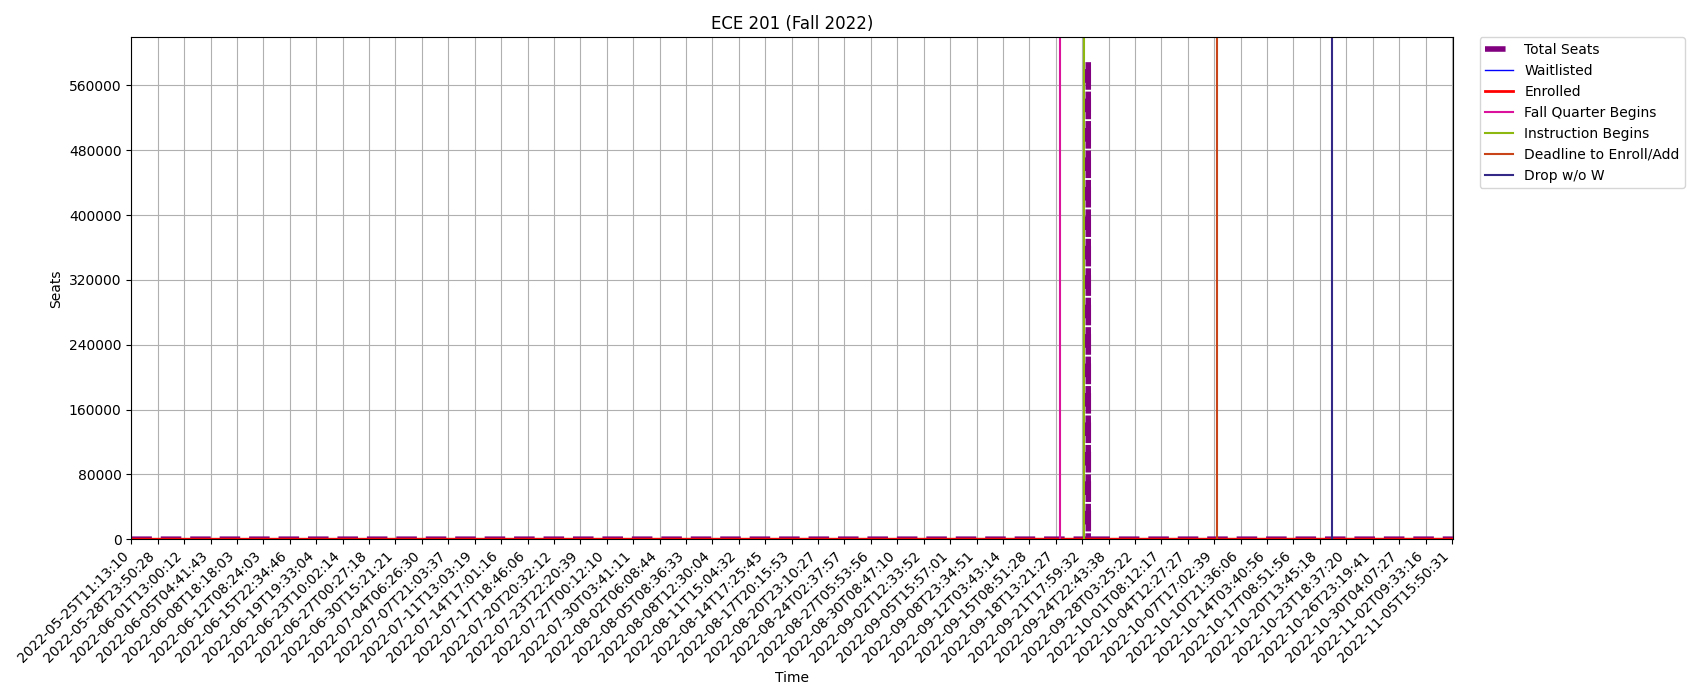 ECE 201 (Fall 2022)
Total Seats
Waitlisted
Enrolled
Fall Quarter Begins
Instruction Begins
Deadline to Enroll/Add
Drop w/o W
Seats
560000
480000
400000
320000
240000
160000
80000
0
2022-05-25T11:13:10
2022-05-28T23:50:28
2022-06-01T13:00:12
2022-06-05T04:41:43
2022-06-08T18:18:03
2022-06-12T08:24:03
2022-06-15T22:34:46
2022-06-19T19:33:04
2022-06-23T10:02:14
2022-06-27T00:27:18
2022-06-30T15:21:21
2022-07-04T06:26:30
2022-07-07T21:03:37
2022-07-11T13:03:19
2022-07-14T17:01:16
2022-07-17T18:46:06
2022-07-20T20:32:12
2022-07-23T22:20:39
2022-07-27T00:12:10
2022-07-30T03:41:11
2022-08-02T06:08:44
2022-08-05T08:36:33
2022-08-08T12:30:04
2022-08-11T15:04:32
2022-08-14T17:25:45
2022-08-17T20:15:53
2022-08-20T23:10:27
2022-08-24T02:37:57
2022-08-27T05:53:56
2022-08-30T08:47:10
2022-09-02T12:33:52
2022-09-05T15:57:01
2022-09-08T23:34:51
2022-09-12T03:43:14
2022-09-15T08:51:28
2022-09-18T13:21:27
2022-09-21T17:59:32
2022-09-24T22:43:38
2022-09-28T03:25:22
2022-10-01T08:12:17
2022-10-04T12:27:27
2022-10-07T17:02:39
2022-10-10T21:36:06
2022-10-14T03:40:56
2022-10-17T08:51:56
2022-10-20T13:45:18
2022-10-23T18:37:20
2022-10-26T23:19:41
2022-10-30T04:07:27
2022-11-02T09:33:16
2022-11-05T15:50:31
Time